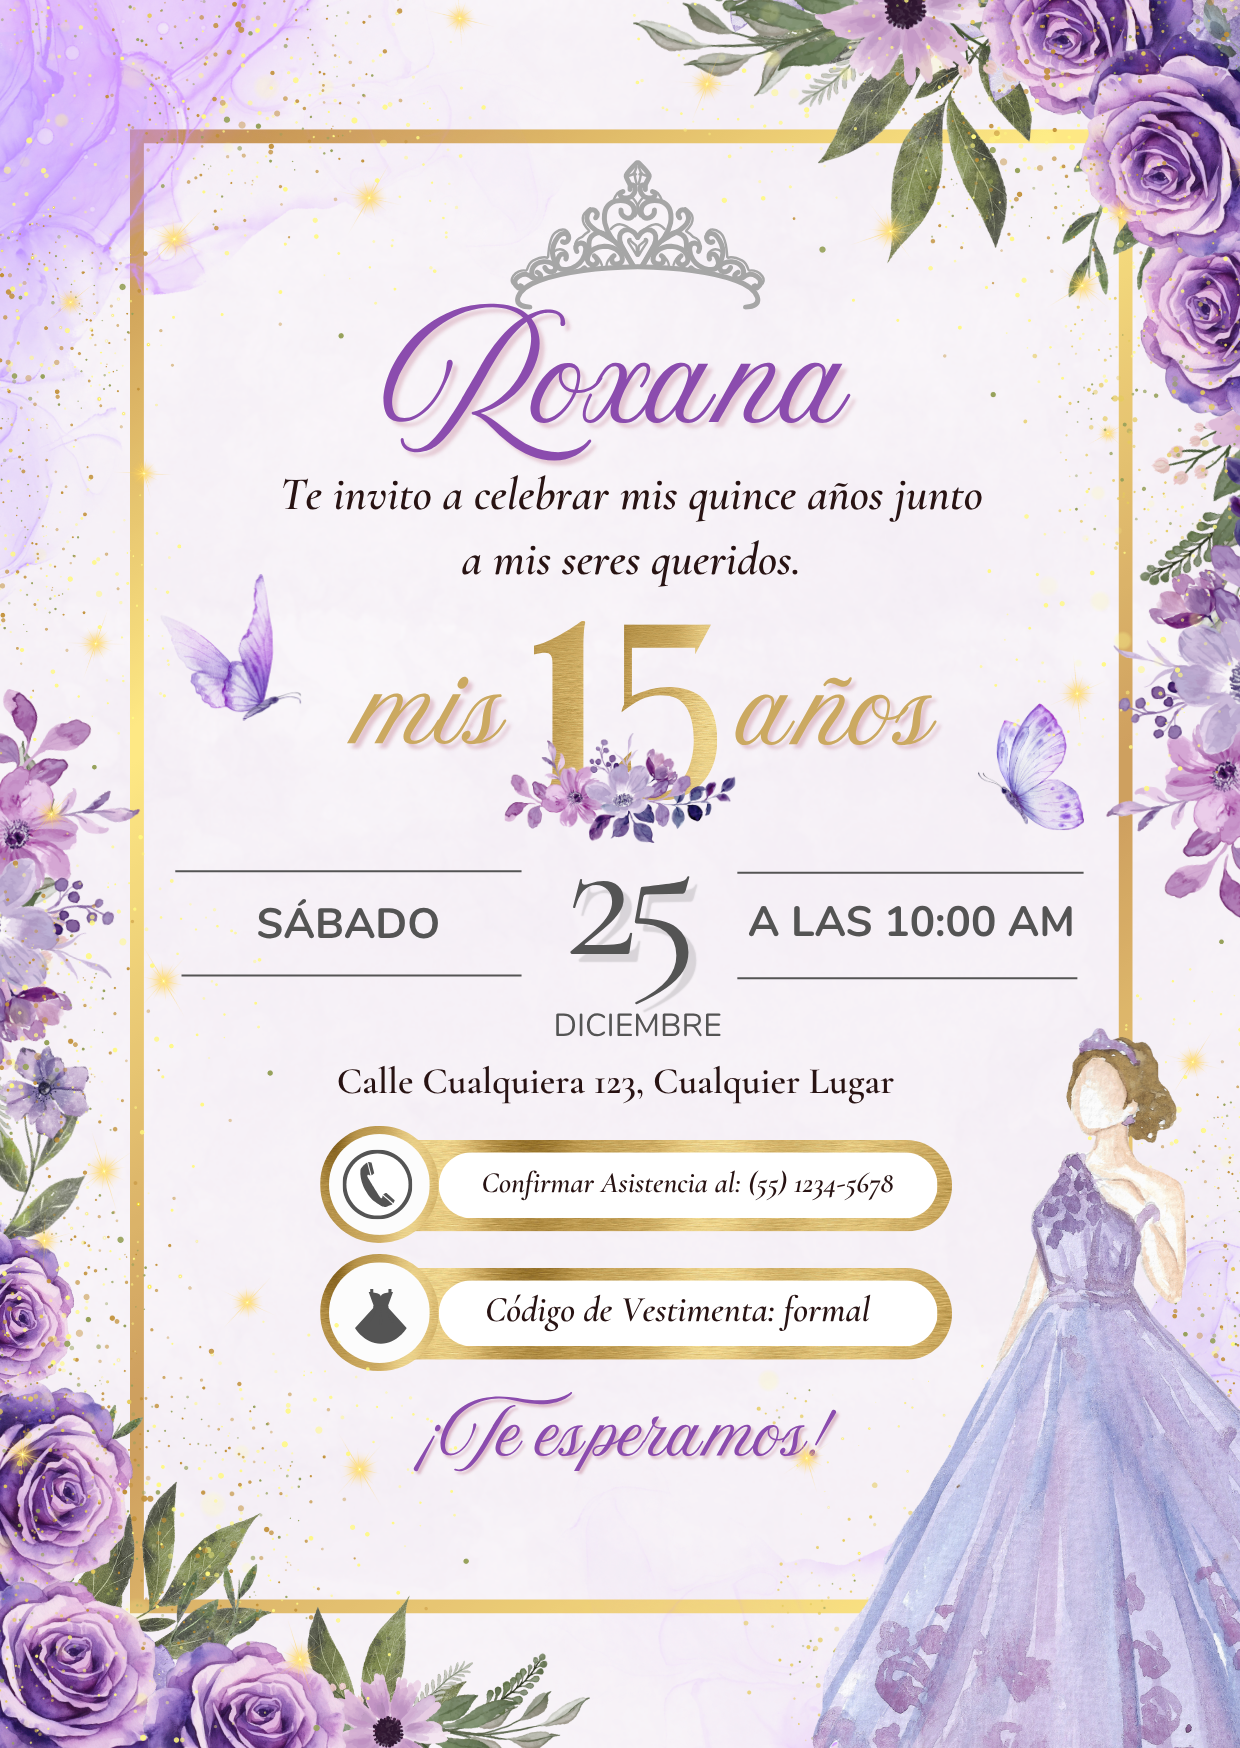 Roxana
Te invito a celebrar mis quince años junto
a mis seres queridos.
mis 15 años
SÁBADO
25
A LAS 10:00 AM
DICIEMBRE
Calle Cualquiera 123, Cualquier Lugar
Confirmar Asistencia al: (55) 1234-5678
Código de Vestimenta: formal
¡Te esperamos!